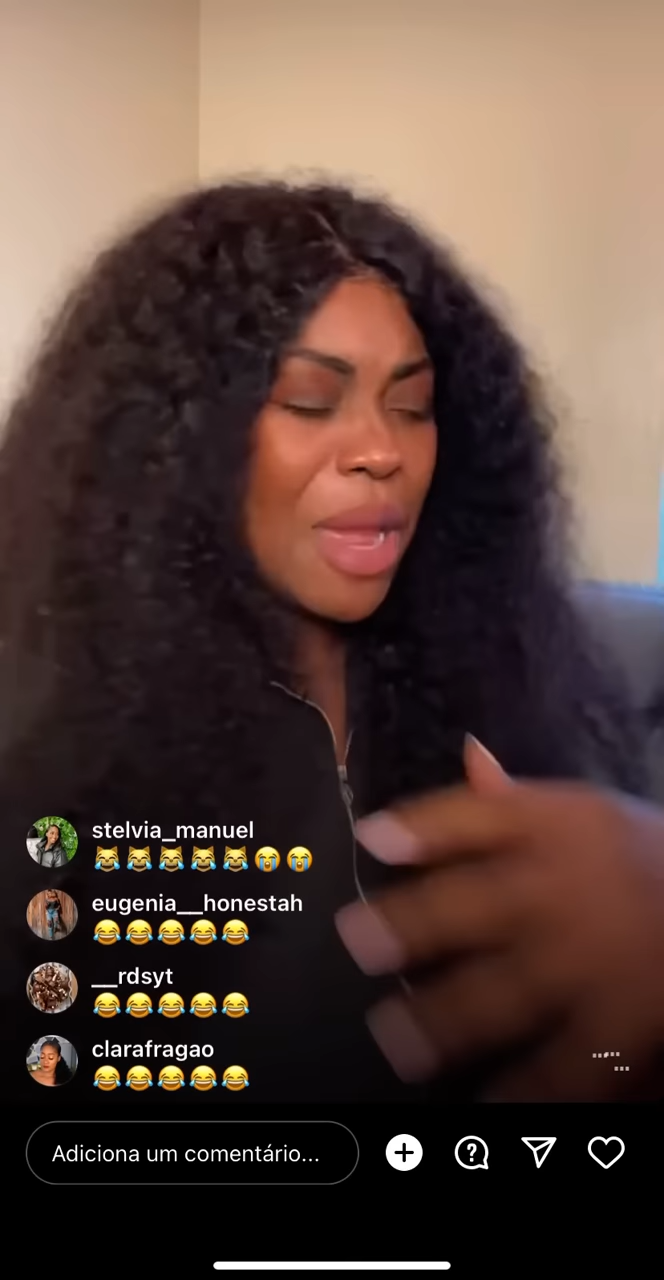 stelvia_manuel
😹😹😹😹😹😭😭
eugenia__honestah
😂😂😂😂😂
__rdsyt
😂😂😂😂😂
clarafragao
😂😂😂😂😂
Adiciona um comentário...